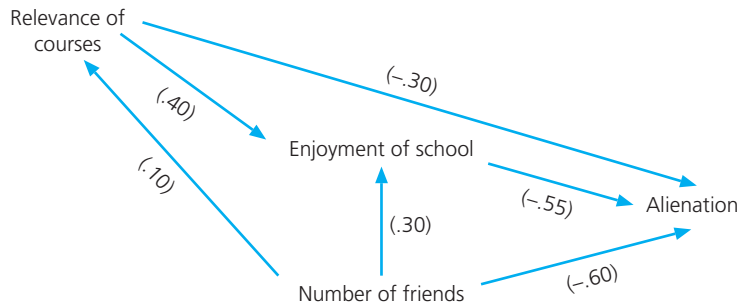 Relevance of
courses
(–.30)
(.40)
Enjoyment of school
(.10)
(–.55)
Alienation
(.30)
(–.60)
Number of friends